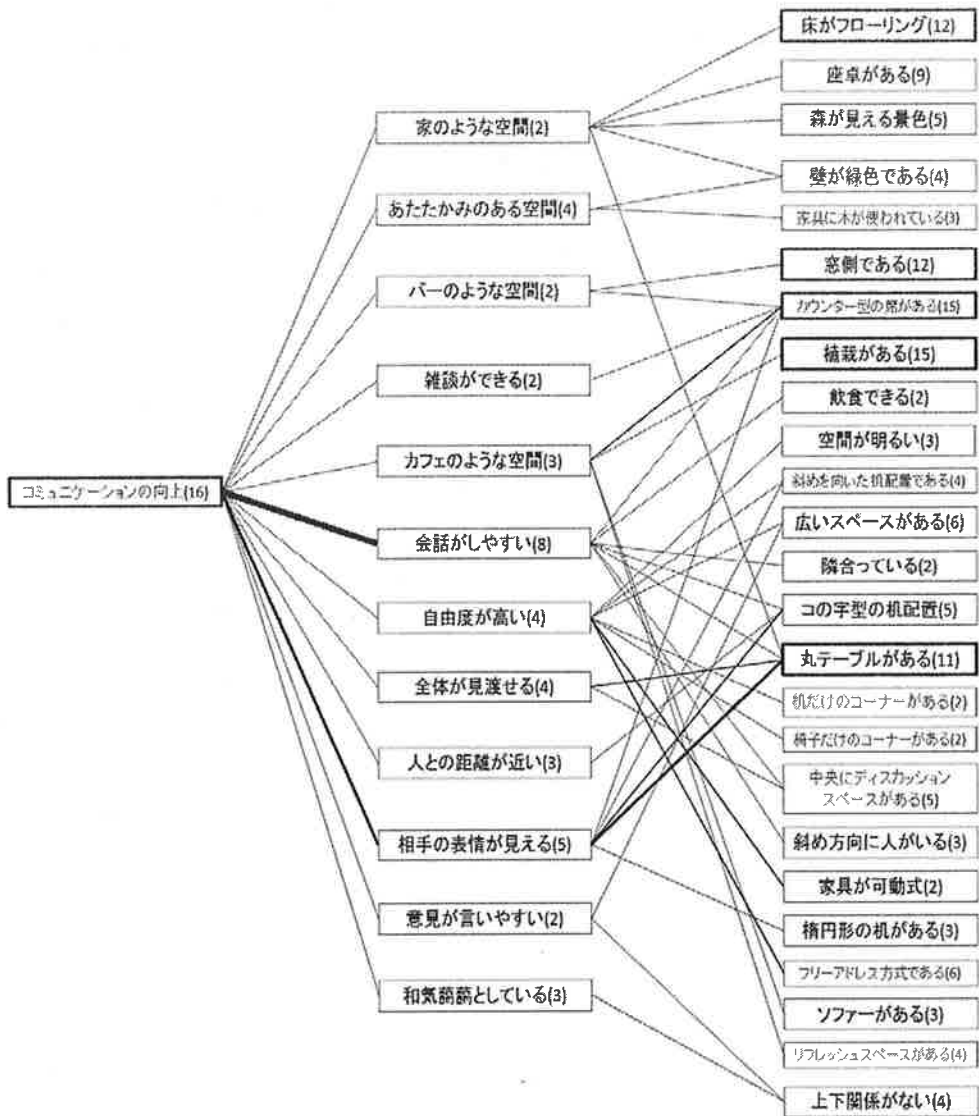 コミュニケーションの向上(16)
家のような空間(2)
あたたかみのある空間(4)
バーのような空間(2)
雑談ができる(2)
カフェのような空間(3)
会話がしやすい(8)
自由度が高い(4)
全体が見渡せる(4)
人との距離が近い(3)
相手の表情が見える(5)
意見が言いやすい(2)
和気藹藹としている(3)
床がフローリング(12)
座卓がある(9)
森が見える景色(5)
壁が緑色である(4)
家具に木が使われている(3)
窓側である(12)
カウンター型の席がある(15)
植栽がある(15)
飲食できる(2)
空間が明るい(3)
斜めを向いた机配置である(4)
広いスペースがある(6)
隣合っている(2)
コの字型の机配置(5)
丸テーブルがある(11)
机だけのコーナーがある(2)
椅子だけのコーナーがある(2)
中央にディスカッション
スペースがある(5)
斜め方向に人がいる(3)
家具が可動式(2)
楕円形の机がある(3)
フリーアドレス方式である(6)
ソファーがある(3)
リフレッシュスペースがある(4)
上下関係がない(4)